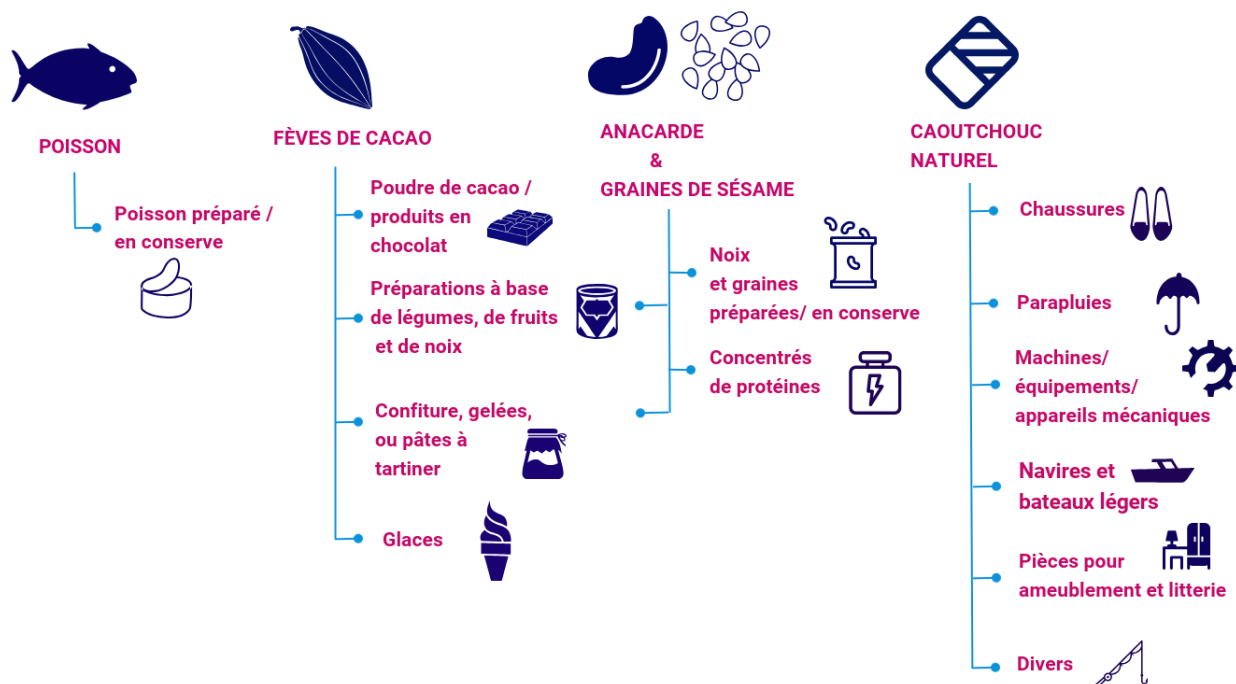 POISSON
Poisson préparé /
en conserve
FÈVES DE CACAO
Poudre de cacao /
produits en
chocolat
Préparations à base
de légumes, de fruits
et de noix
Confiture, gelées,
ou pâtes à
tartiner
Glaces
ANACARDE
&
GRAINES DE SÉSAME
Noix
et graines
préparées/ en conserve
Concentrés
de protéines
CAOUTCHOUC
NATUREL
Chaussures
Parapluies
Machines/
équipements/
appareils mécaniques
Navires et
bateaux légers
Pièces pour
ameublement et litterie
Divers